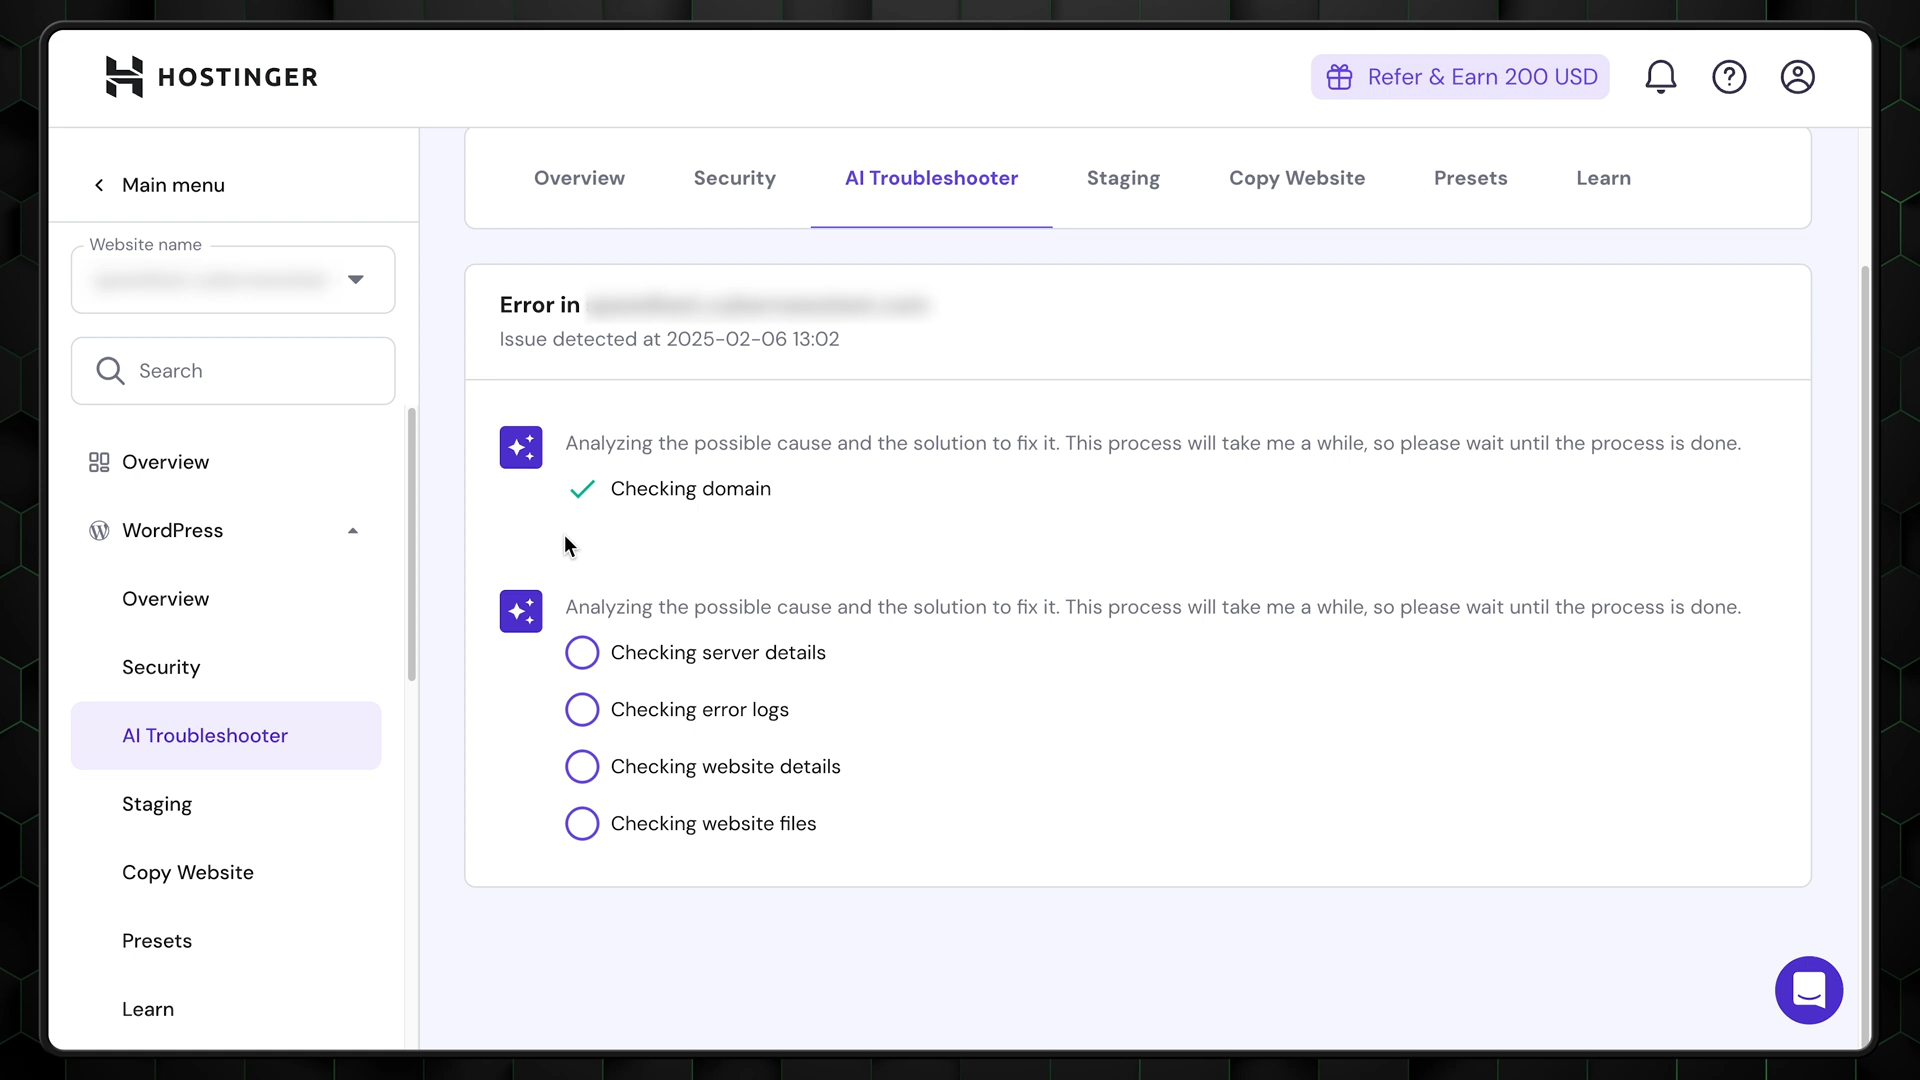 HOSTINGER
Refer & Earn 200 USD
Main menu
Website name
Search
Overview
WordPress
Overview
Security
AI Troubleshooter
Staging
Copy Website
Presets
Learn
Overview
Security
AI Troubleshooter
Staging
Copy Website
Presets
Learn
Error in
Issue detected at 2025-02-06 13:02
Analyzing the possible cause and the solution to fix it. This process will take me a while, so please wait until the process is done.
Checking domain
Analyzing the possible cause and the solution to fix it. This process will take me a while, so please wait until the process is done.
Checking server details
Checking error logs
Checking website details
Checking website files